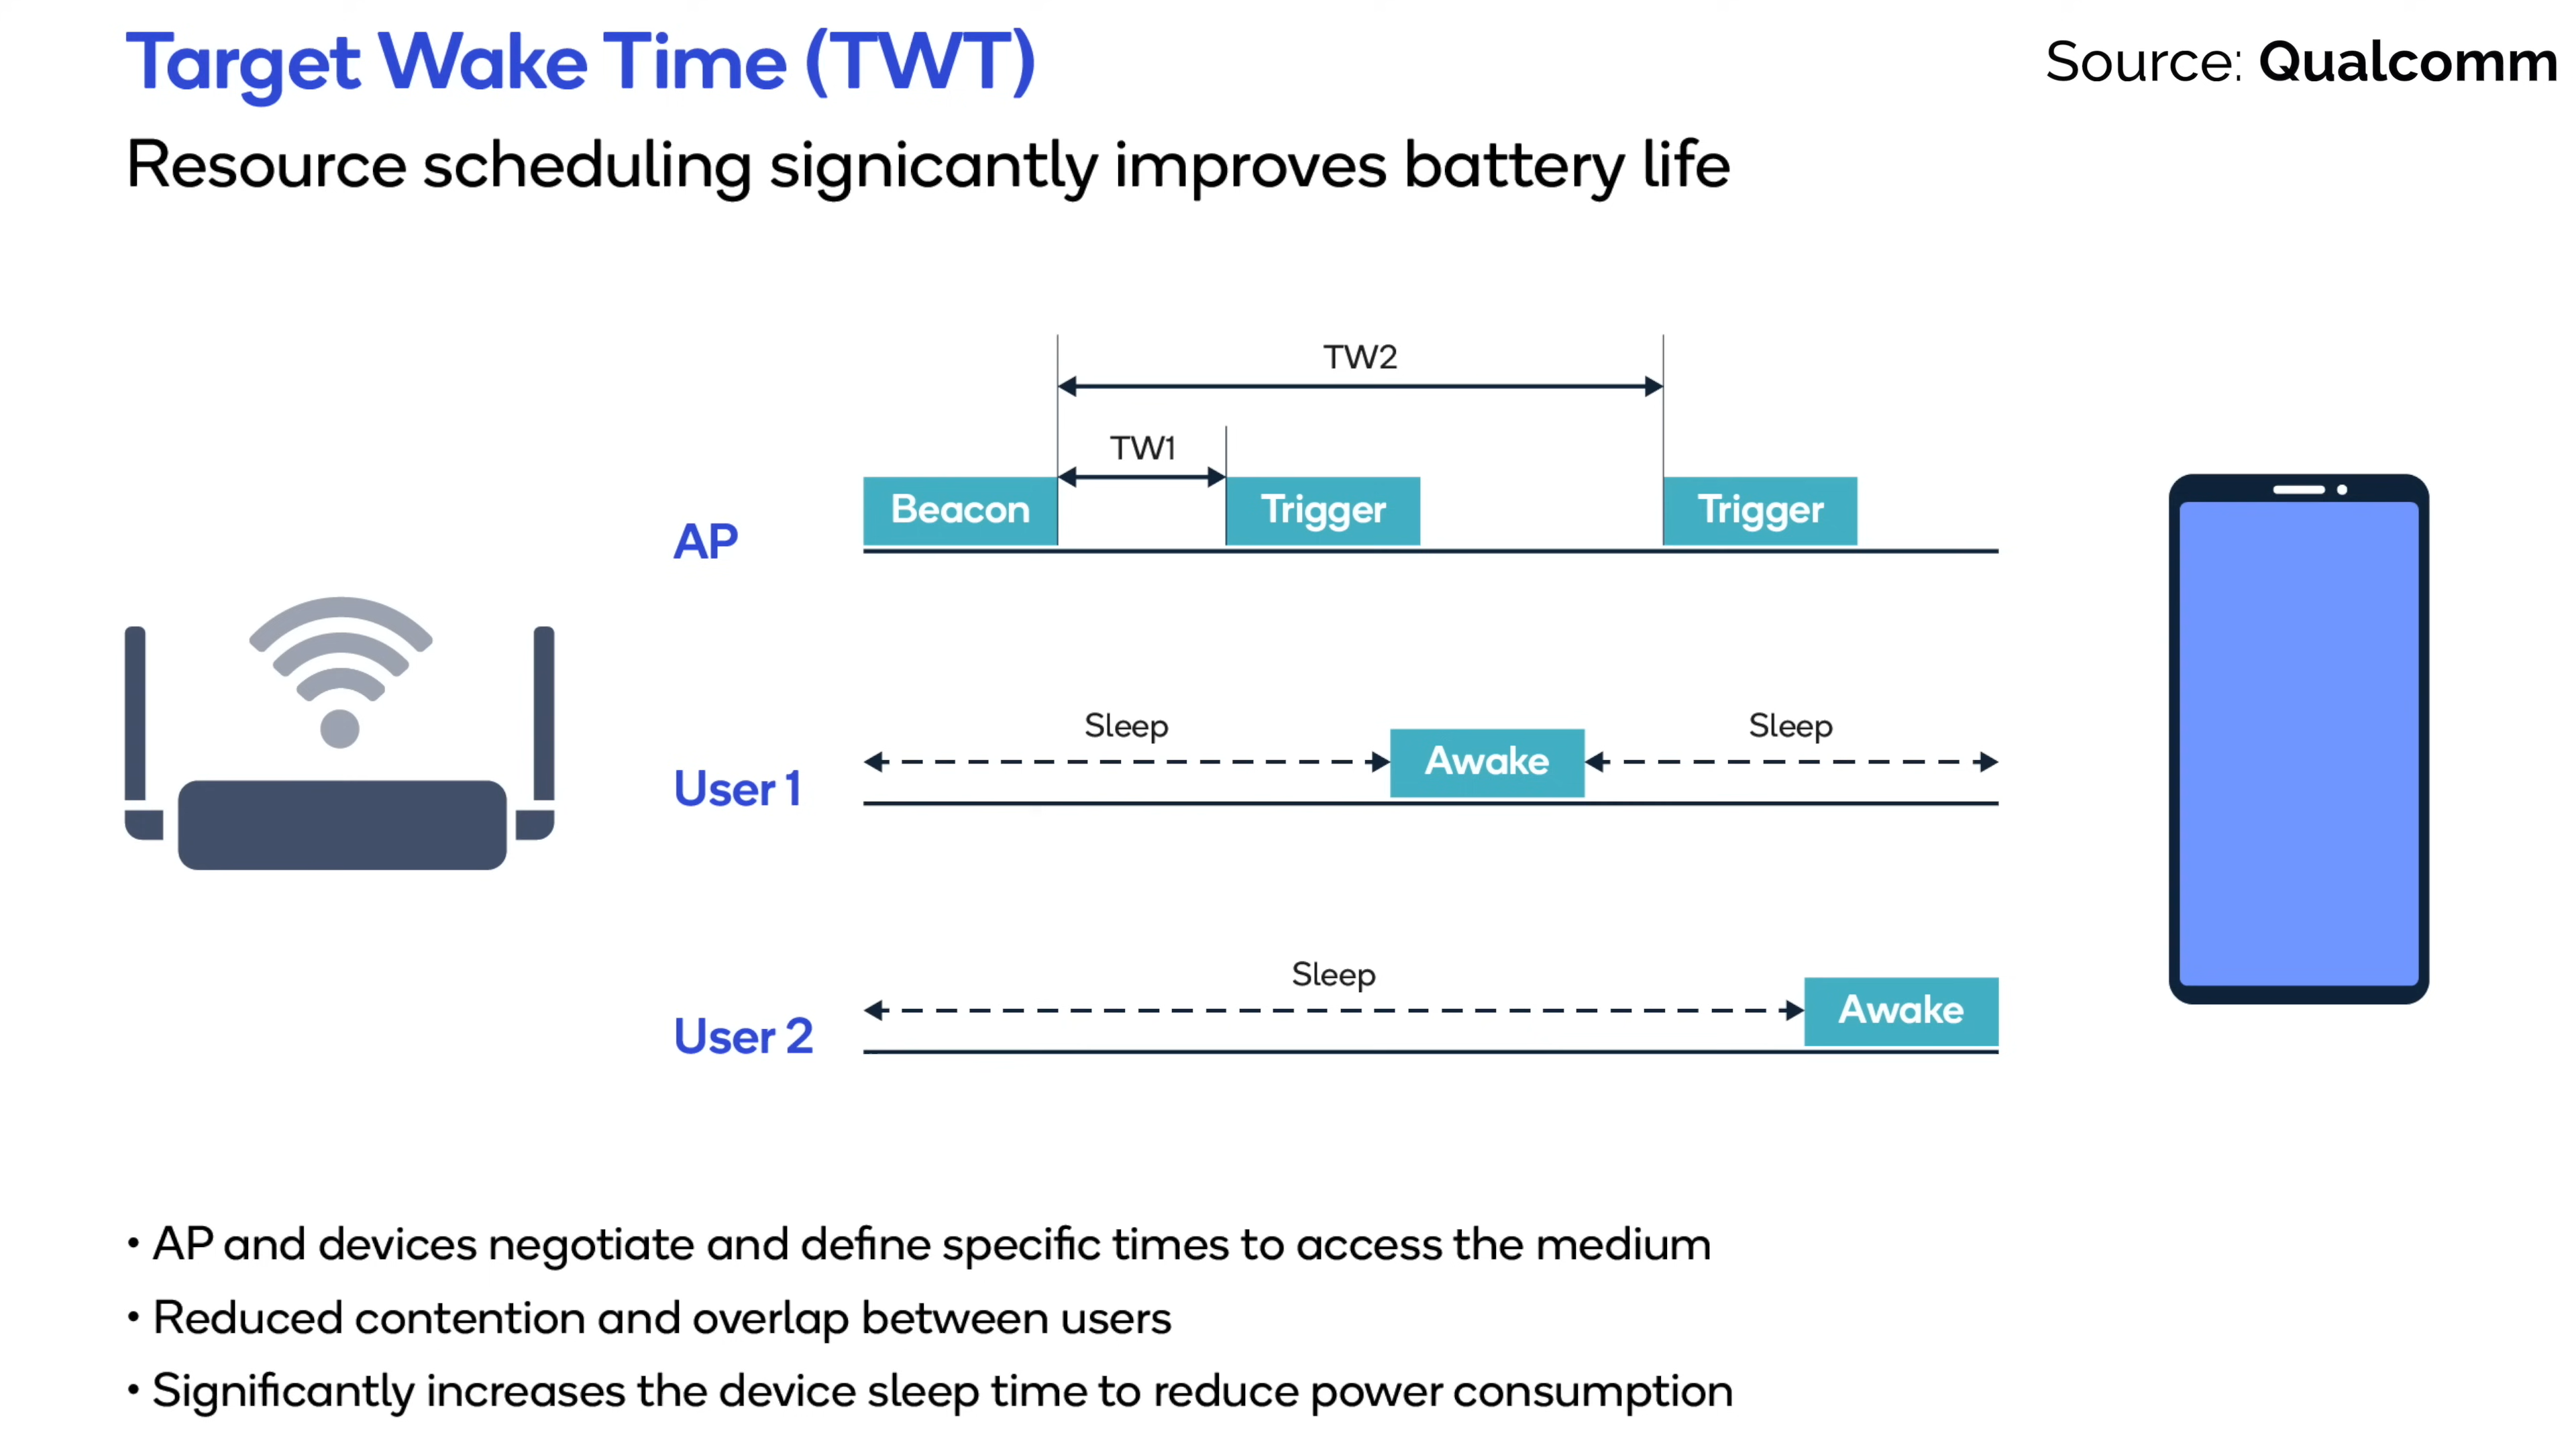 Target Wake Time (TWT)
Source: Qualcomm
Resource scheduling signicantly improves battery life
TW2
TW1
Beacon
Trigger
Trigger
AP
Sleep
Sleep
Awake
User 1
Sleep
Awake
User 2
• AP and devices negotiate and define specific times to access the medium
• Reduced contention and overlap between users
• Significantly increases the device sleep time to reduce power consumption